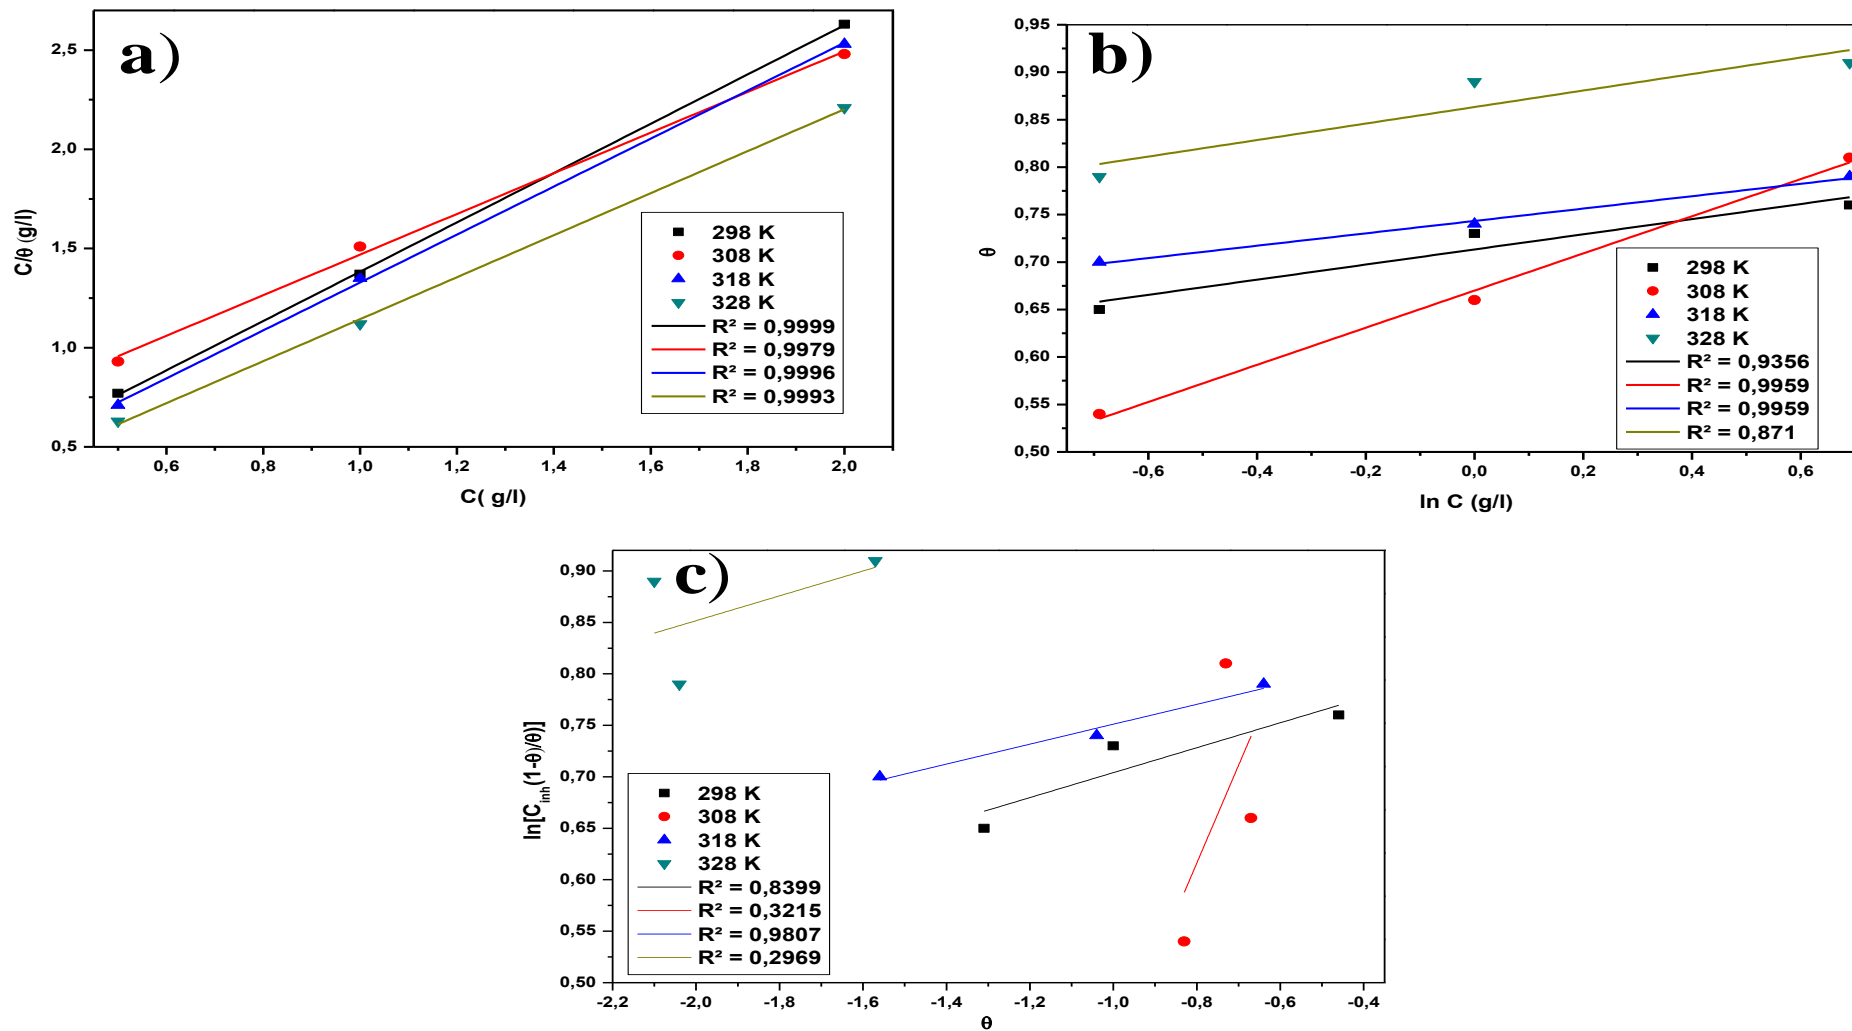 a)
C/θ (g/l)
2,5
2,0
1,5
1,0
0,5
298 K
308 K
318 K
328 K
R² = 0,9999
R² = 0,9979
R² = 0,9996
R² = 0,9993
0,6 0,8 1,0 1,2 1,4 1,6 1,8 2,0
C( g/l)
b)
θ
0,95
0,90
0,85
0,80
0,75
0,70
0,65
0,60
0,55
0,50
298 K
308 K
318 K
328 K
R² = 0,9356
R² = 0,9959
R² = 0,9959
R² = 0,871
-0,6 -0,4 -0,2 0,0 0,2 0,4 0,6
ln C (g/l)
c)
ln[C_inh(1-θ)/θ)]
0,90
0,85
0,80
0,75
0,70
0,65
0,60
0,55
0,50
298 K
308 K
318 K
328 K
R² = 0,8399
R² = 0,3215
R² = 0,9807
R² = 0,2969
-2,2 -2,0 -1,8 -1,6 -1,4 -1,2 -1,0 -0,8 -0,6 -0,4
θ